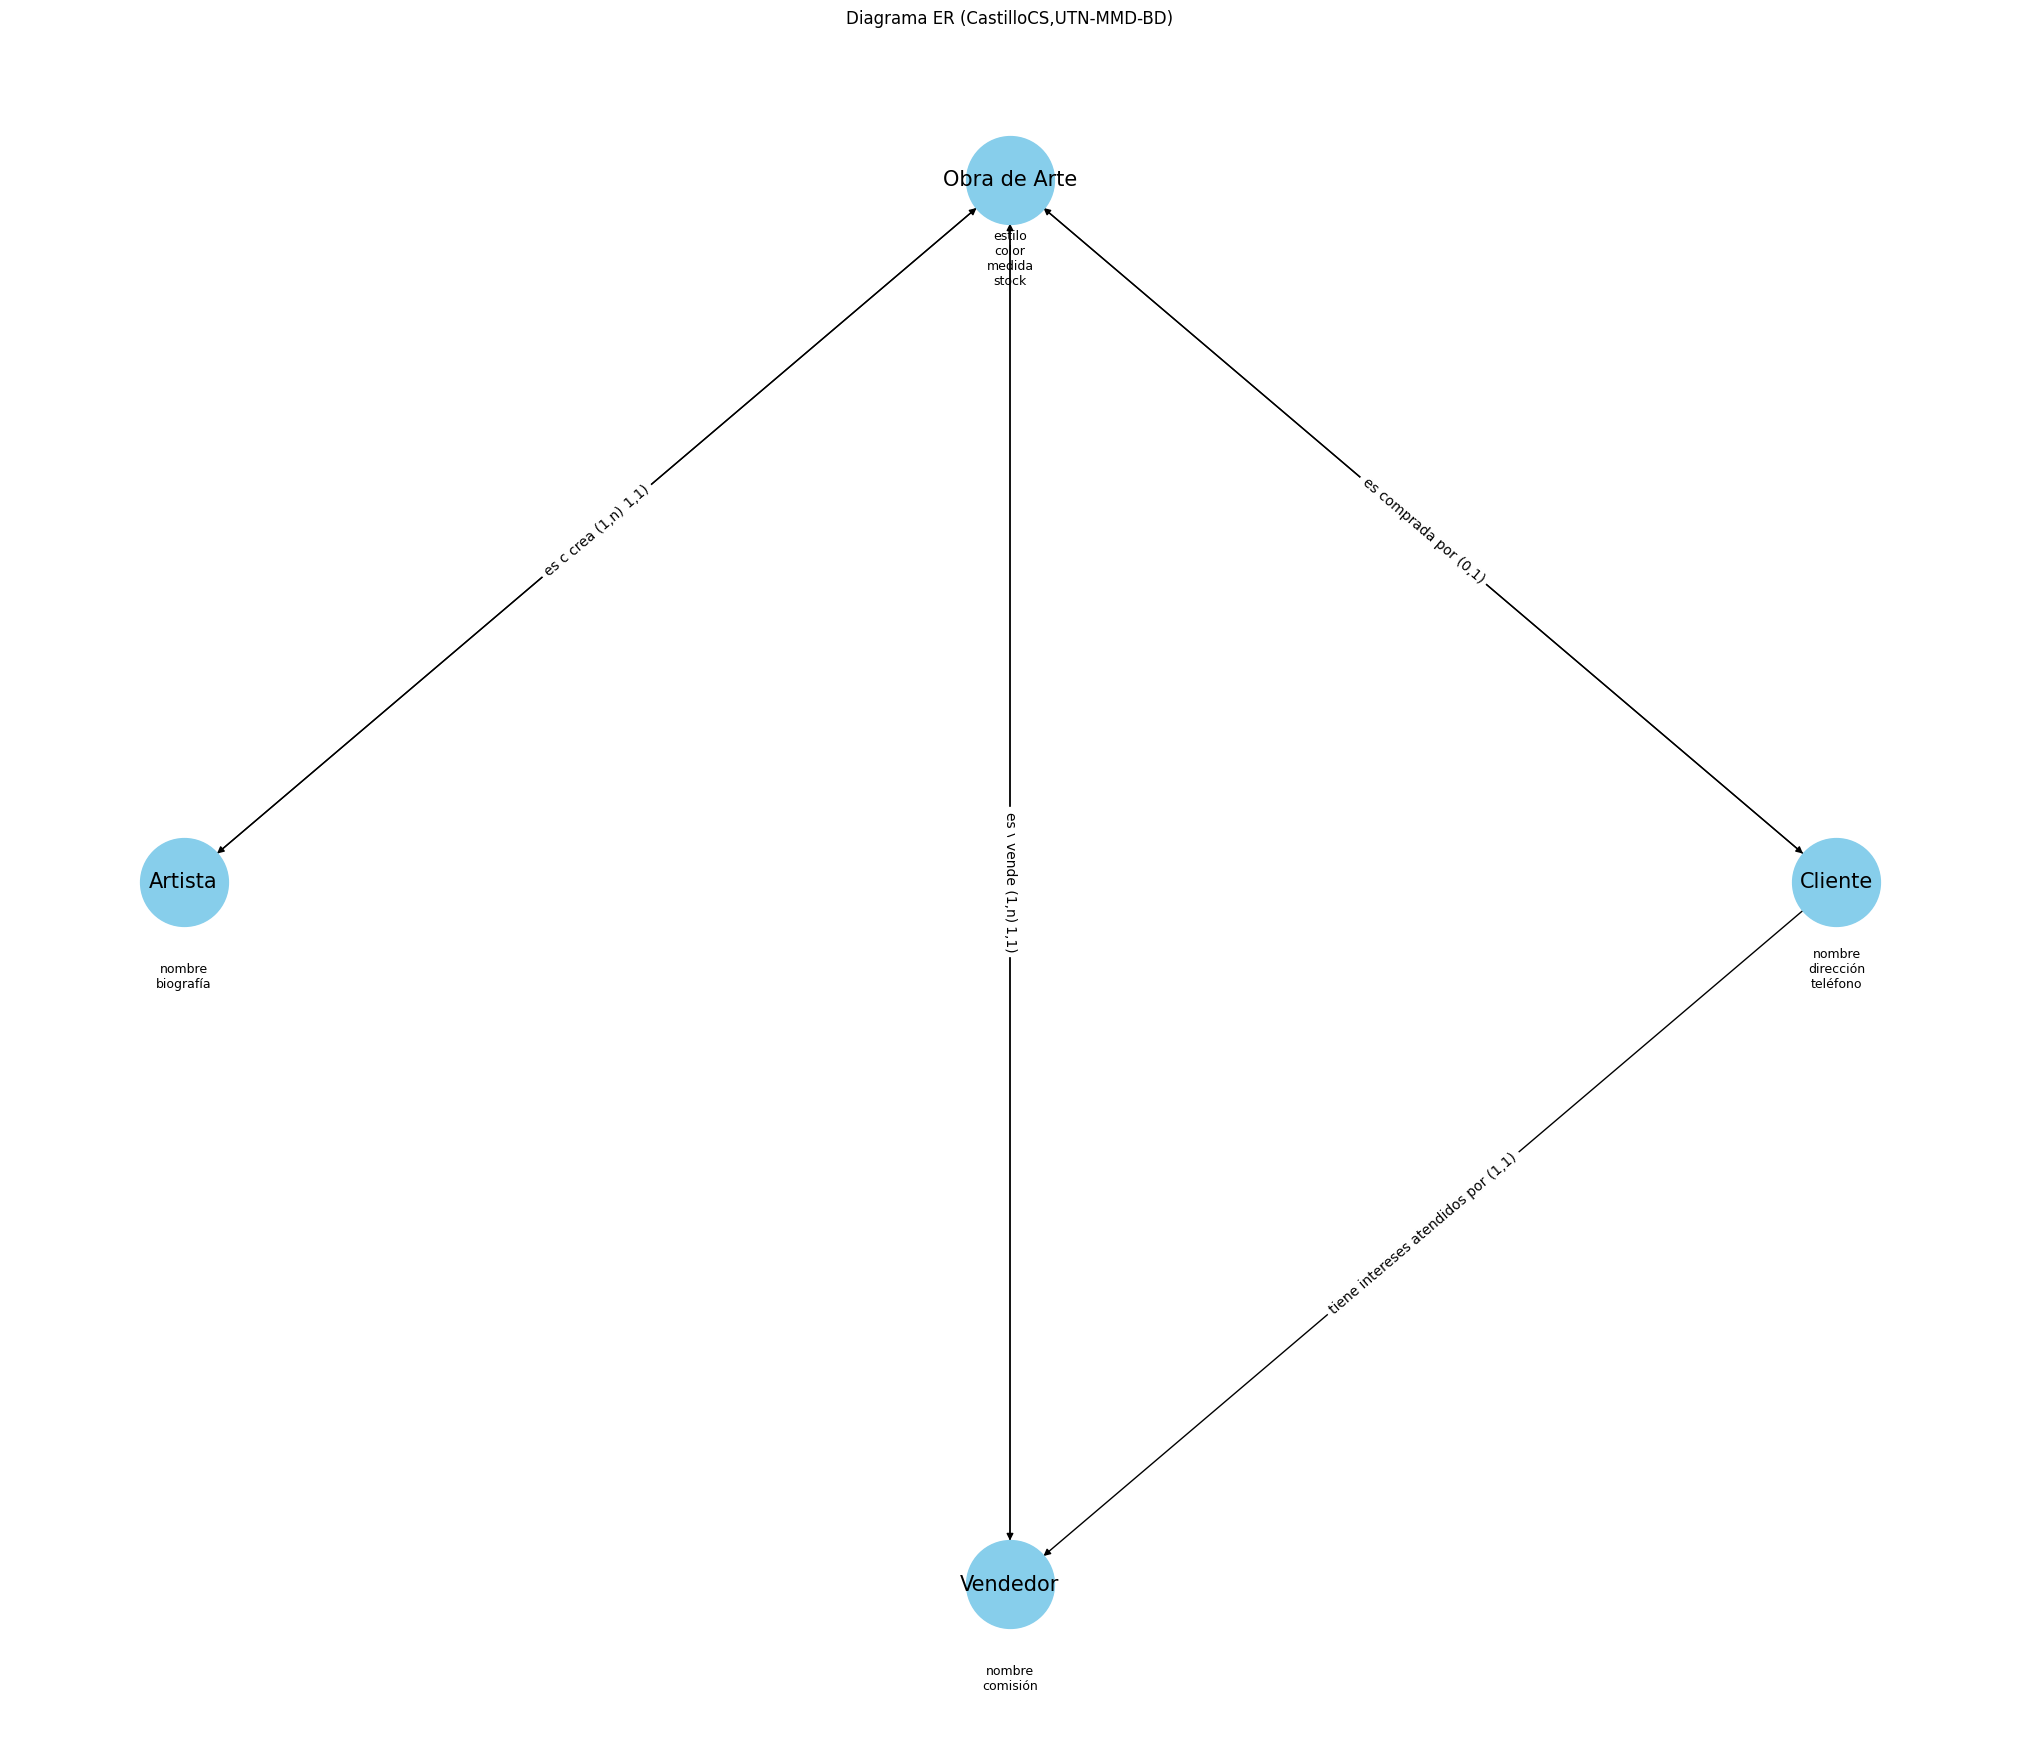 Diagrama ER (CastilloCS,UTN-MMD-BD)
Obra de Arte
estilo
color
medida
stock
es c crea (1,n) 1,1)
es comprada por (0,1)
es vende (1,n) 1,1)
Artista
nombre
biografía
Cliente
nombre
dirección
teléfono
tiene intereses atendidos por (1,1)
Vendedor
nombre
comisión